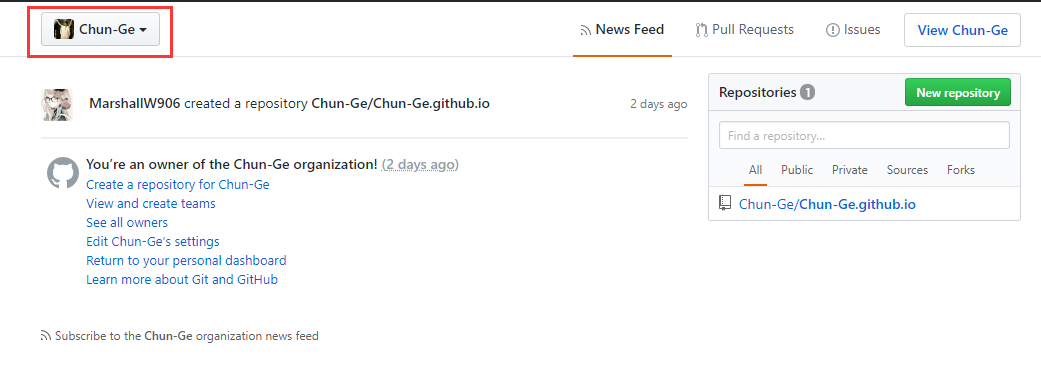 Chun-Ge
News Feed
Pull Requests
Issues
View Chun-Ge
MarshallW906 created a repository Chun-Ge/Chun-Ge.github.io
2 days ago
You’re an owner of the Chun-Ge organization! (2 days ago)
Create a repository for Chun-Ge
View and create teams
See all owners
Edit Chun-Ge’s settings
Return to your personal dashboard
Learn more about Git and GitHub
Subscribe to the Chun-Ge organization news feed
Repositories 1
New repository
Find a repository...
All Public Private Sources Forks
Chun-Ge/Chun-Ge.github.io